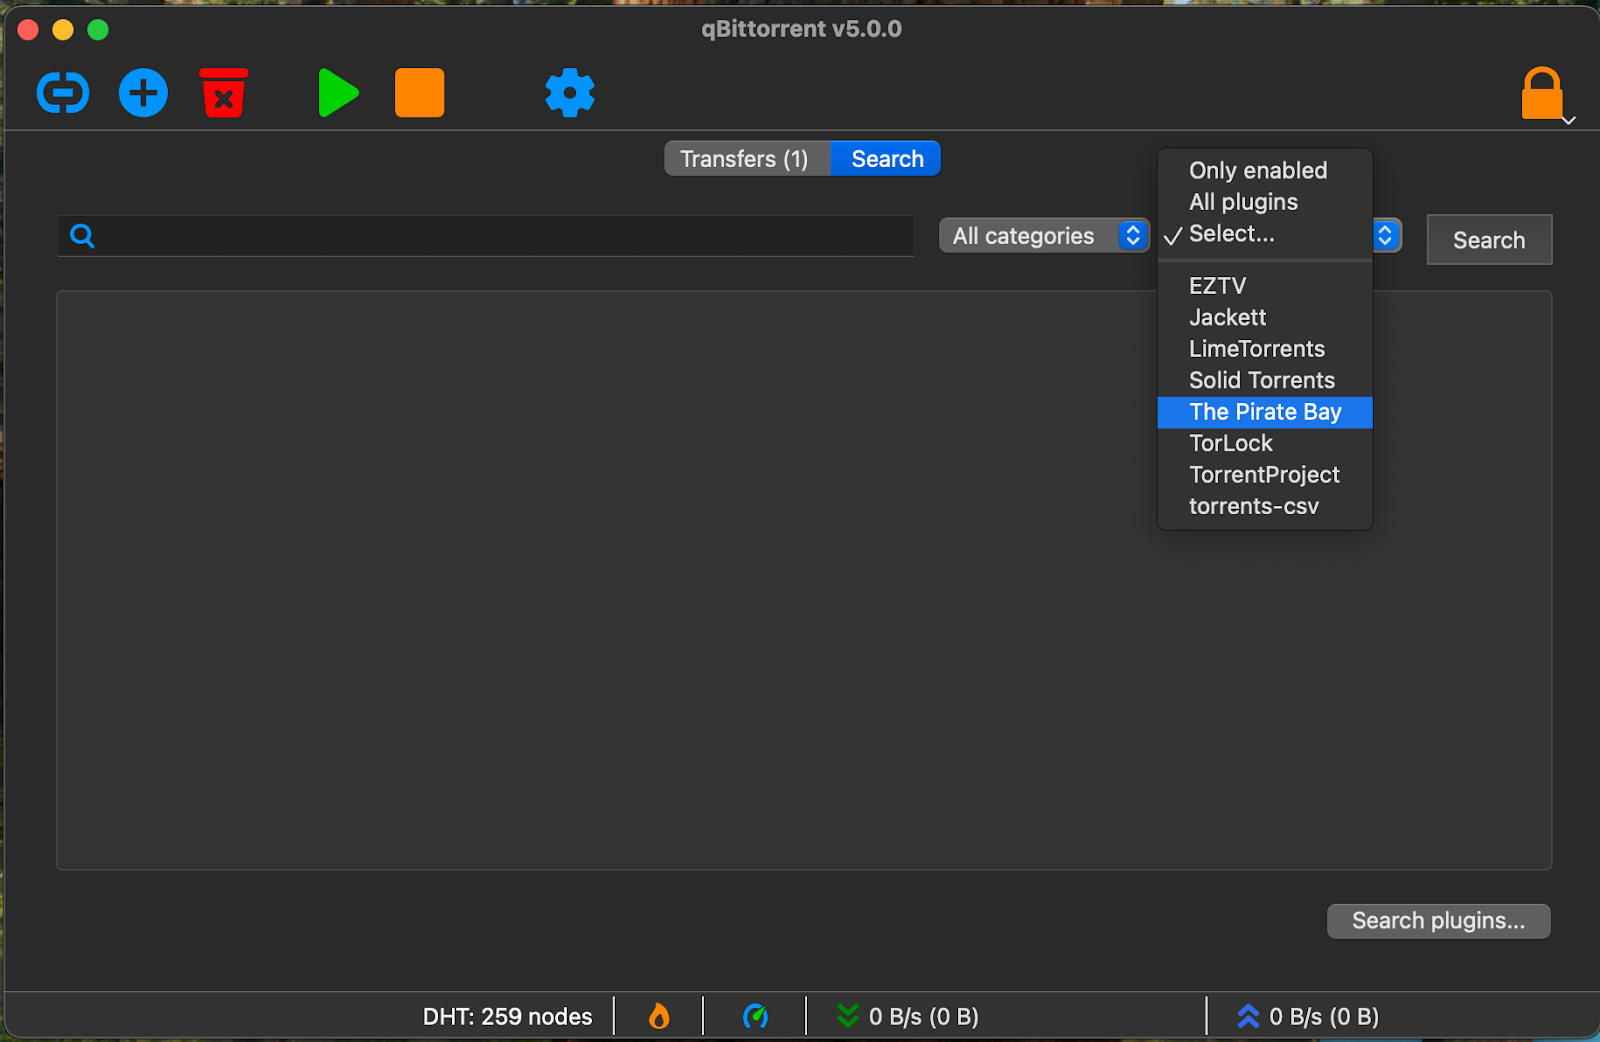 qBittorrent v5.0.0
Transfers (1) Search
All categories
Only enabled
All plugins
✓ Select...
EZTV
Jackett
LimeTorrents
Solid Torrents
The Pirate Bay
TorLock
TorrentProject
torrents-csv
Search
Search plugins...
DHT: 259 nodes 0 B/s (0 B) 0 B/s (0 B)